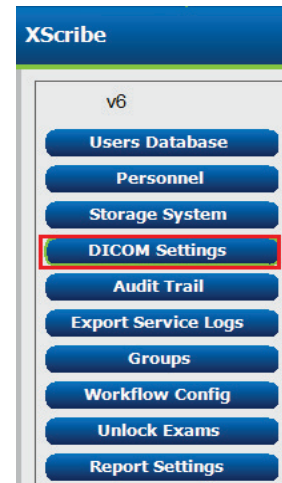 XScribe
v6
Users Database
Personnel
Storage System
DICOM Settings
Audit Trail
Export Service Logs
Groups
Workflow Config
Unlock Exams
Report Settings